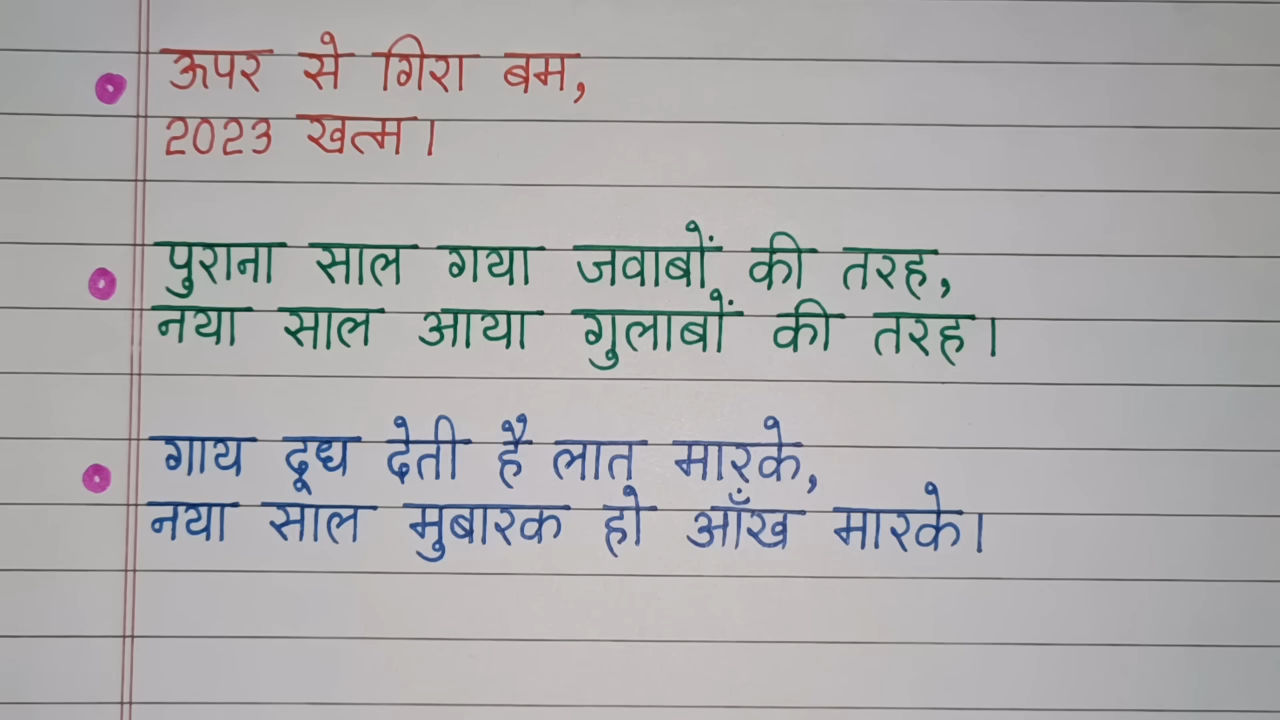 ऊपर से गिरा बम,
2023 खत्म।
पुराना साल गया जवाबों की तरह,
नया साल आया गुलाबों की तरह।
गाय दूध देती है लात मारके,
नया साल मुबारक हो आँख मारके।